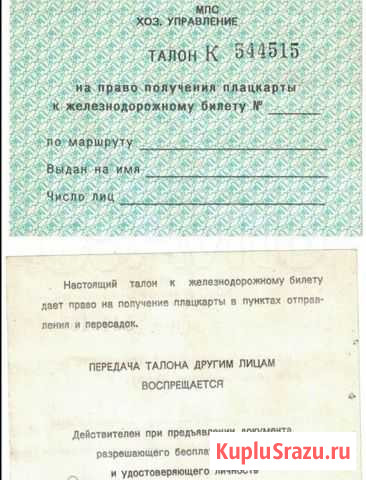 МПС
ХОЗ. УПРАВЛЕНИЕ
ТАЛОН К 544515
на право получения плацкарты
к железнодорожному билету №
по маршруту
Выдан на имя
Число лиц
Настоящий талон к железнодорожному билету
дает право на получение плацкарты в пунктах отправ-
ления и пересадок.
ПЕРЕДАЧА ТАЛОНА ДРУГИМ ЛИЦАМ
ВОСПРЕЩАЕТСЯ
Действителен при предъявлении документа
разрешающего
и удостоверяющего личность
KupluSrazu.ru